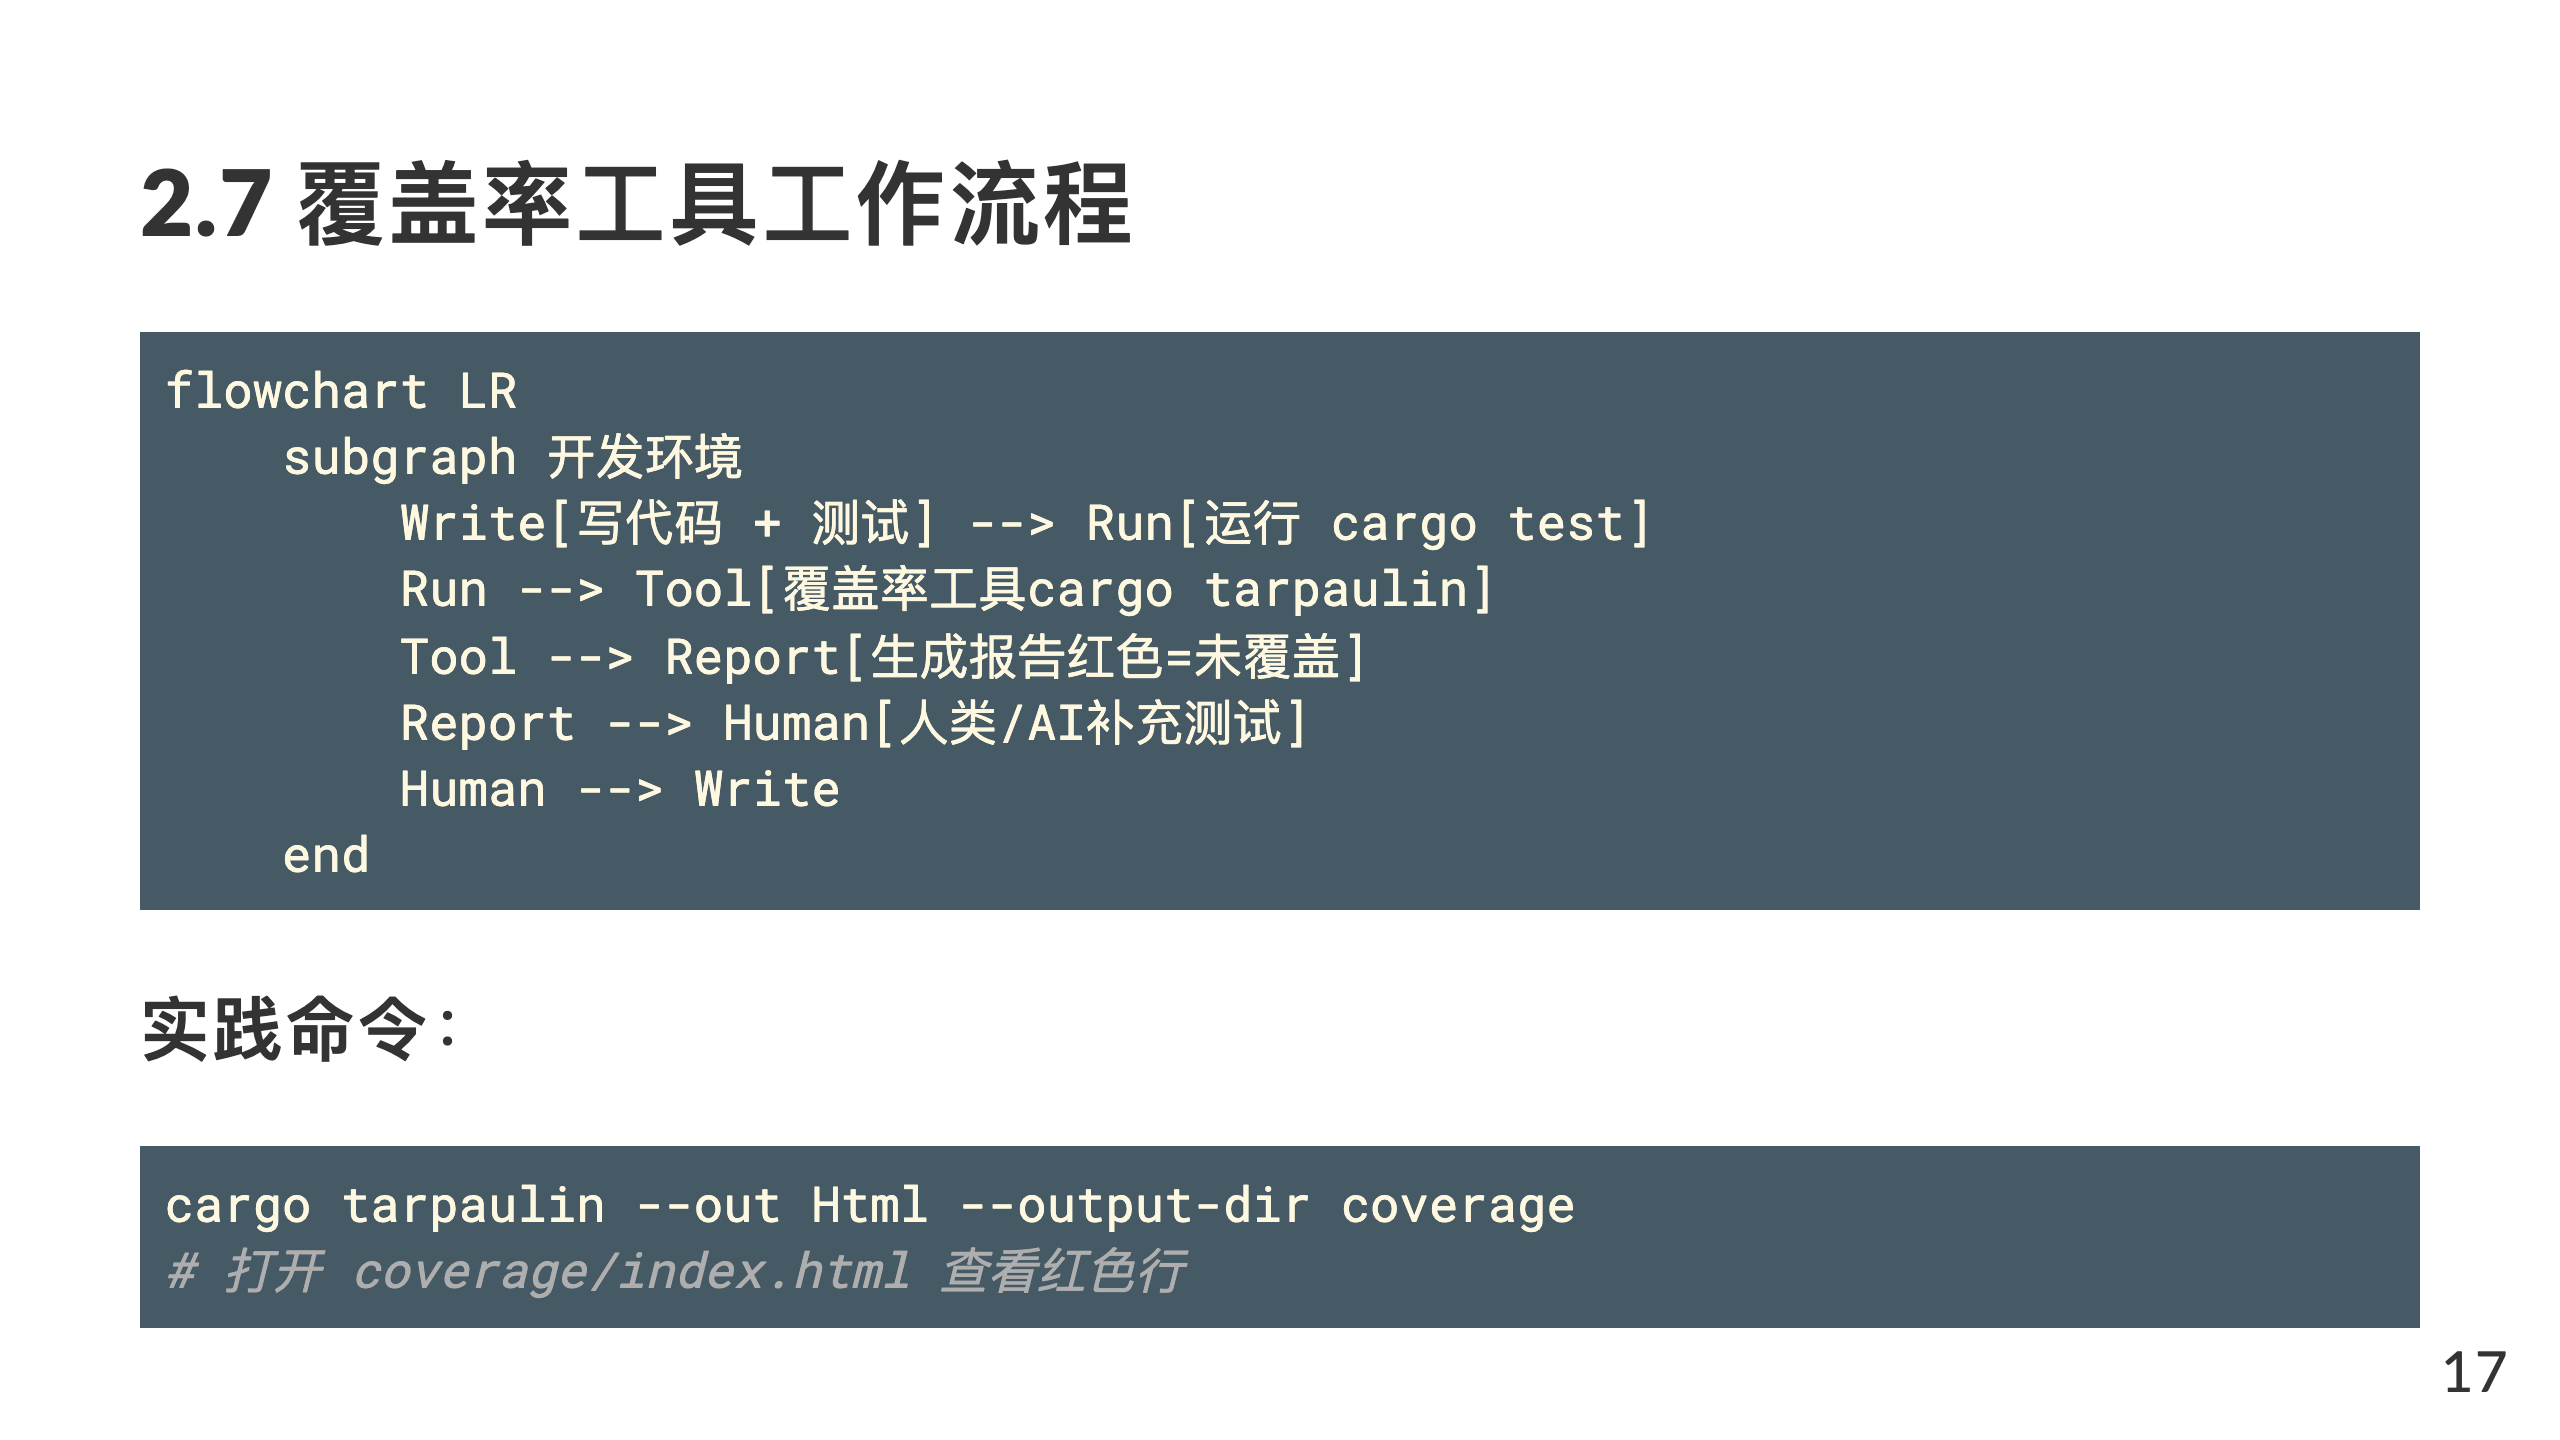 2.7 覆盖率工具工作流程
flowchart LR
    subgraph 开发环境
        Write[写代码 + 测试] --> Run[运行 cargo test]
        Run --> Tool[覆盖率工具cargo tarpaulin]
        Tool --> Report[生成报告红色=未覆盖]
        Report --> Human[人类/AI补充测试]
        Human --> Write
    end
实践命令：
cargo tarpaulin --out Html --output-dir coverage
# 打开 coverage/index.html 查看红色行
17